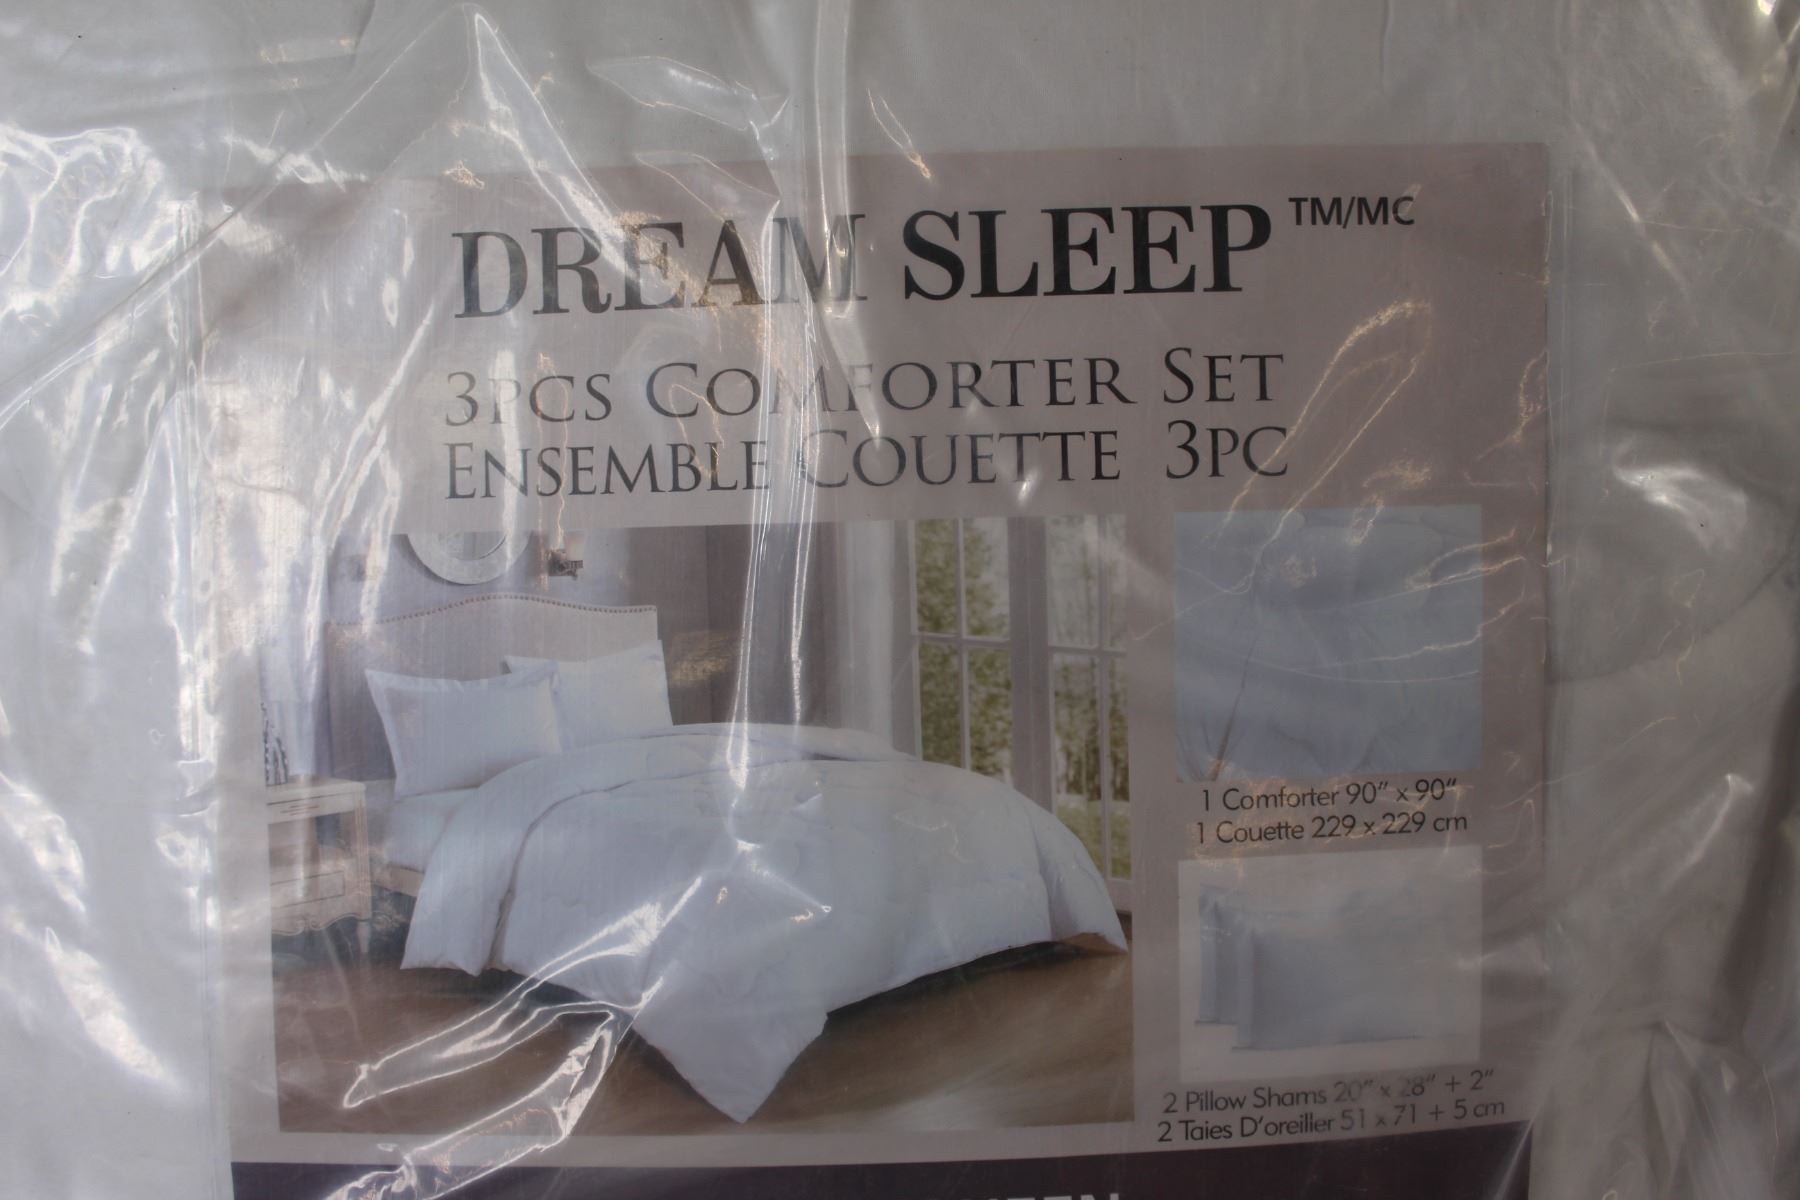 DREAM SLEEP TM/MC
3PCS COMFORTER SET
ENSEMBLE COUETTE 3PC
1 Comforter 90" x 90"
1 Couette 229 x 229 cm
2 Pillow Shams 20" x 28" + 2"
2 Taies D'oreiller 51 x 71 + 5 cm